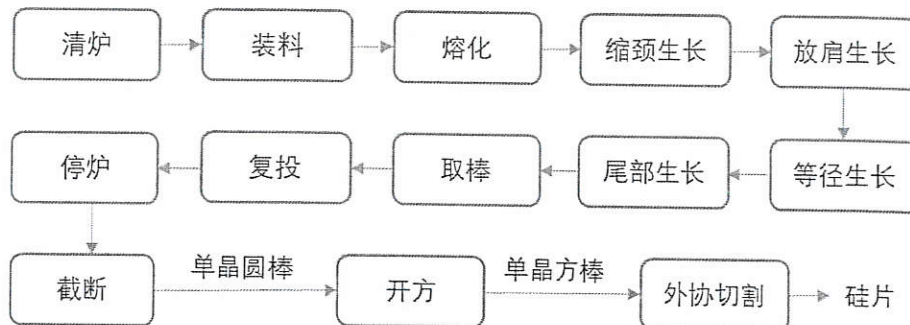 清炉
装料
熔化
缩颈生长
放肩生长
停炉
复投
取棒
尾部生长
等径生长
截断
单晶圆棒
开方
单晶方棒
外协切割
硅片